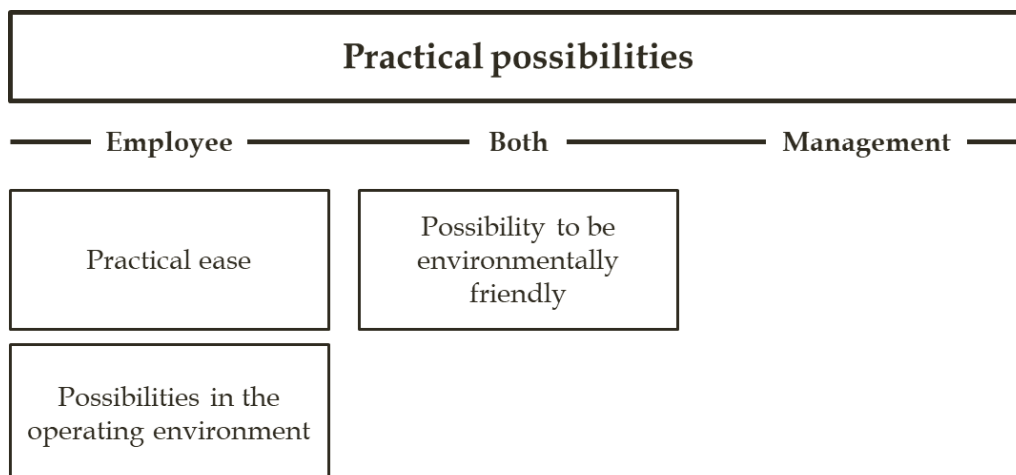 Practical possibilities
Employee
Both
Management
Practical ease
Possibility to be
environmentally
friendly
Possibilities in the
operating environment